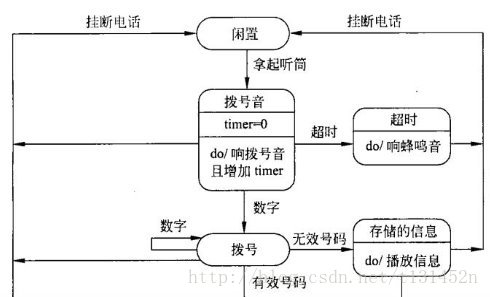 挂断电话
闲置
挂断电话
拿起听筒
拨号音
timer=0
do/响拨号音
且增加 timer
超时
超时
do/响蜂鸣音
数字
数字
拨号
无效号码
存储的信息
do/播放信息
有效号码